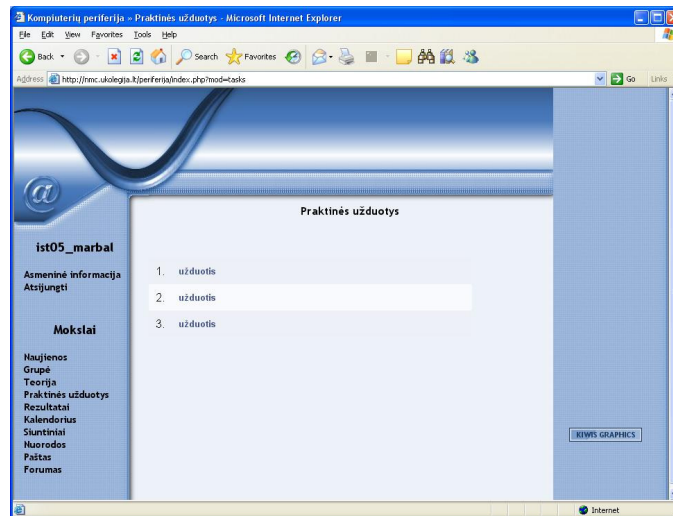 Kompiuterių periferija » Praktinės užduotys - Microsoft Internet Explorer
File Edit View Favorites Tools Help
Back Search Favorites
Address http://nmc.ukolegija.lt/periferija/index.php?mod=tasks Go Links
@
Praktinės užduotys
ist05_marbal
Asmeninė informacija
Atsijungti
1. užduotis
2. užduotis
3. užduotis
Mokslai
Naujienos
Grupė
Teorija
Praktinės užduotys
Rezultatai
Kalendorius
Siuntiniai
Nuorodos
Paštas
Forumas
KIWIS GRAPHICS
Internet